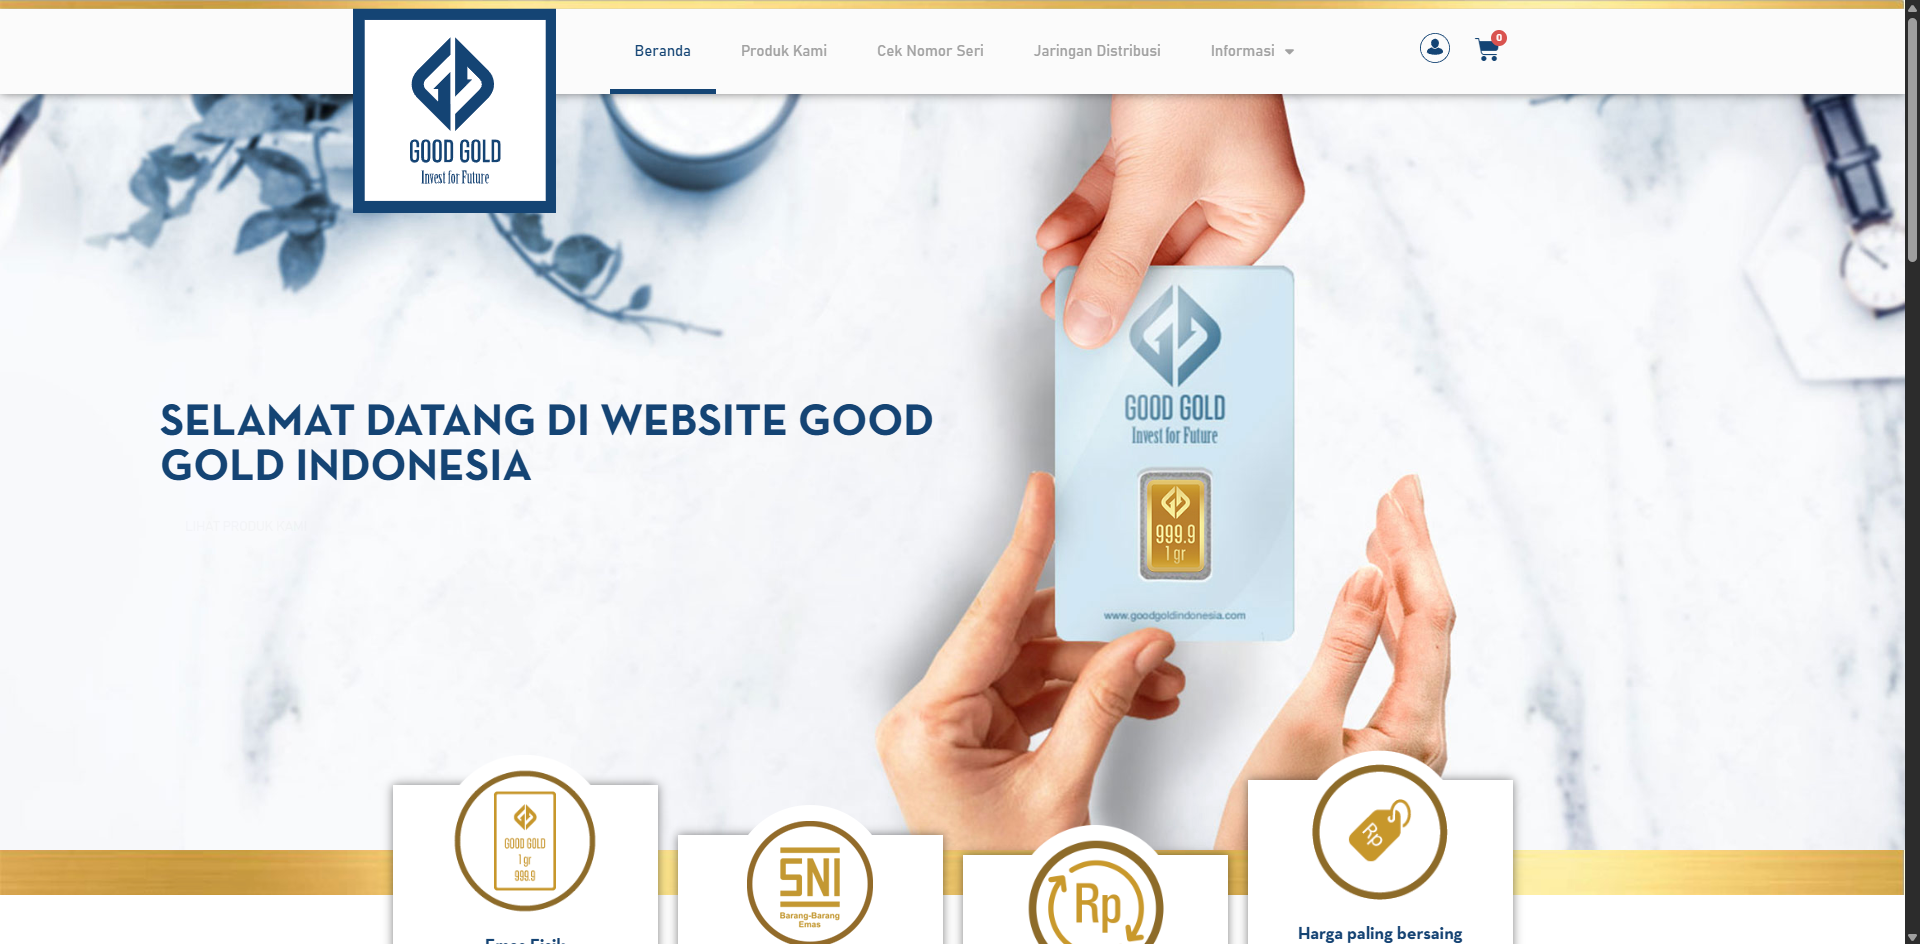 GOOD GOLD
Invest for Future
Beranda
Produk Kami
Cek Nomor Seri
Jaringan Distribusi
Informasi
0
SELAMAT DATANG DI WEBSITE GOOD
GOLD INDONESIA
LIHAT PRODUK KAMI
GOOD GOLD
Invest for Future
999.9
1 gr
www.goodgoldindonesia.com
GOOD GOLD
1 gr
999.9
Emas Fisik
SNI
Barang-Barang
Emas
Rp
Rp
Harga paling bersaing